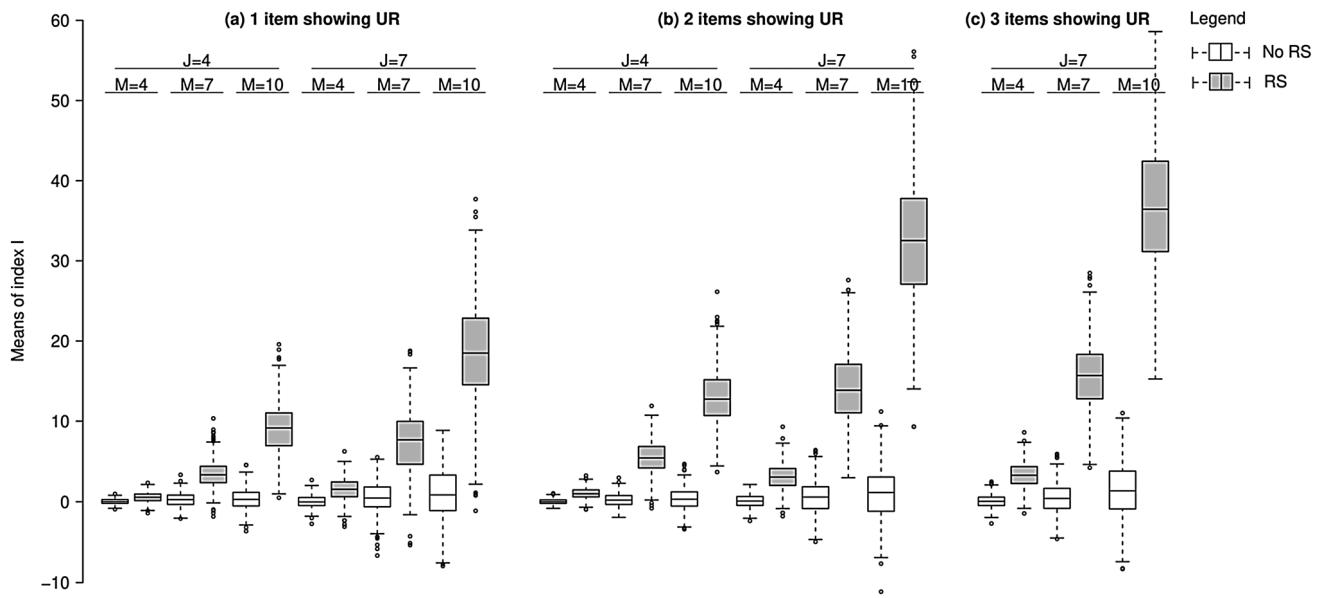 (a) 1 item showing UR (b) 2 items showing UR (c) 3 items showing UR Legend
No RS
RS
J=4 J=7 J=4 J=7 J=7
M=4 M=7 M=10 M=4 M=7 M=10 M=4 M=7 M=10 M=4 M=7 M=10 M=4 M=7 M=10
Means of index I
60
50
40
30
20
10
0
−10